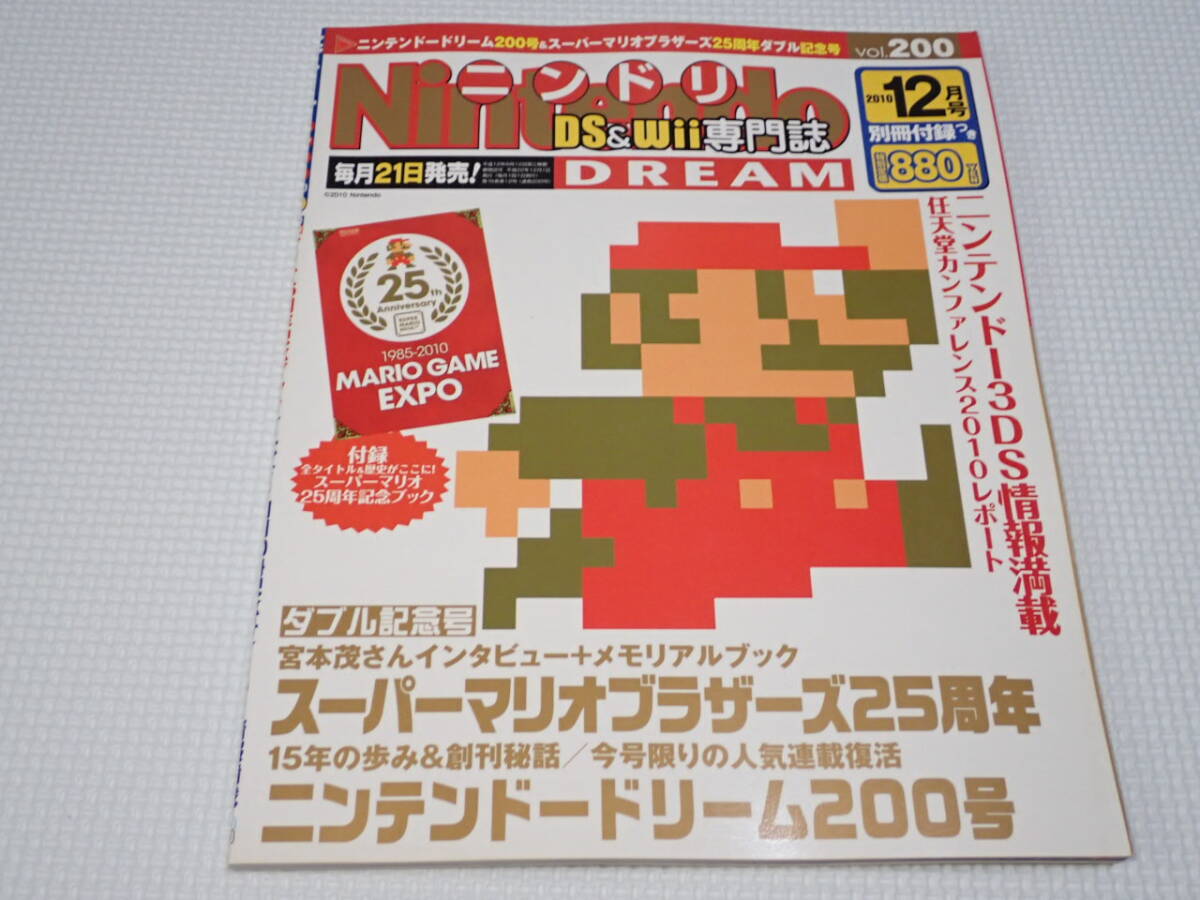 ニンテンドードリーム200号&スーパーマリオブラザーズ25周年ダブル記念号
vol.200
Nintendo
ニンドリ
DS&Wii専門誌
DREAM
毎月21日発売!
©2010 Nintendo
2010 12月号
別冊付録つき
880
ニンテンドー3DS情報満載
任天堂カンファレンス2010レポート
25th
Anniversary
SUPER MARIO
1985-2010
MARIO GAME
EXPO
付録
全タイトル&歴史がここに!
スーパーマリオ
25周年記念ブック
ダブル記念号
宮本茂さんインタビュー+メモリアルブック
スーパーマリオブラザーズ25周年
15年の歩み&創刊秘話/今号限りの人気連載復活
ニンテンドードリーム200号